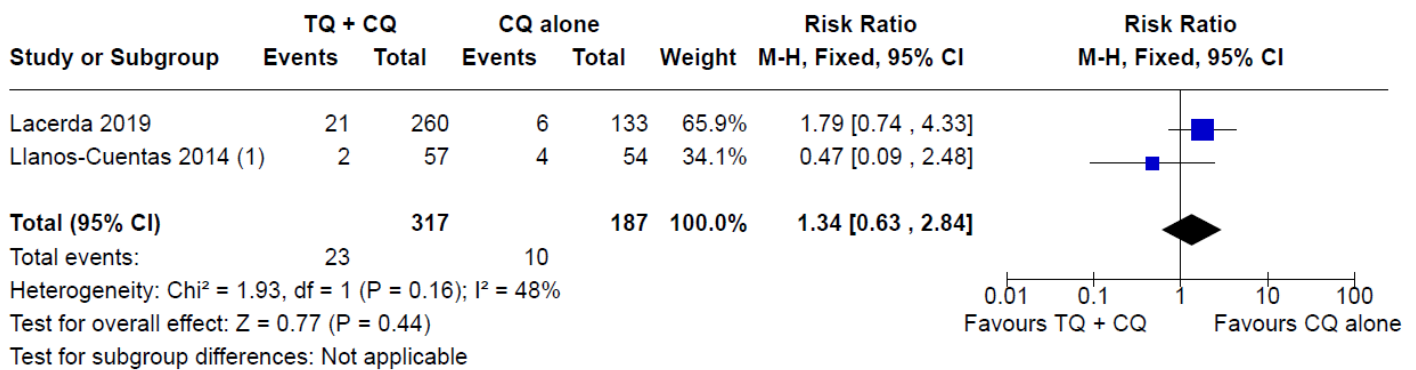 TQ + CQ CQ alone Risk Ratio Risk Ratio
Study or Subgroup Events Total Events Total Weight M-H, Fixed, 95% CI M-H, Fixed, 95% CI
Lacerda 2019 21 260 6 133 65.9% 1.79 [0.74 , 4.33]
Llanos-Cuentas 2014 (1) 2 57 4 54 34.1% 0.47 [0.09 , 2.48]
Total (95% CI) 317 187 100.0% 1.34 [0.63 , 2.84]
Total events: 23 10
Heterogeneity: Chi² = 1.93, df = 1 (P = 0.16); I² = 48%
Test for overall effect: Z = 0.77 (P = 0.44)
Test for subgroup differences: Not applicable
0.01 0.1 1 10 100
Favours TQ + CQ Favours CQ alone